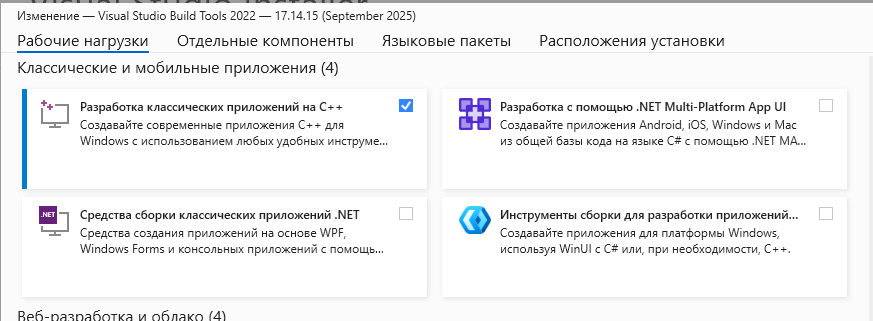 Изменение — Visual Studio Build Tools 2022 — 17.14.15 (September 2025)
Рабочие нагрузки Отдельные компоненты Языковые пакеты Расположения установки
Классические и мобильные приложения (4)
Разработка классических приложений на C++
Создавайте современные приложения C++ для
Windows с использованием любых удобных инструме...
Разработка с помощью .NET Multi-Platform App UI
Создавайте приложения Android, iOS, Windows и Mac
из общей базы кода на языке C# с помощью .NET MA...
.NET
Средства сборки классических приложений .NET
Средства создания приложений на основе WPF,
Windows Forms и консольных приложений с помощь...
Инструменты сборки для разработки приложений...
Создавайте приложения для платформы Windows,
используя WinUI с C# или, при необходимости, C++.
Веб-разработка и облако (4)